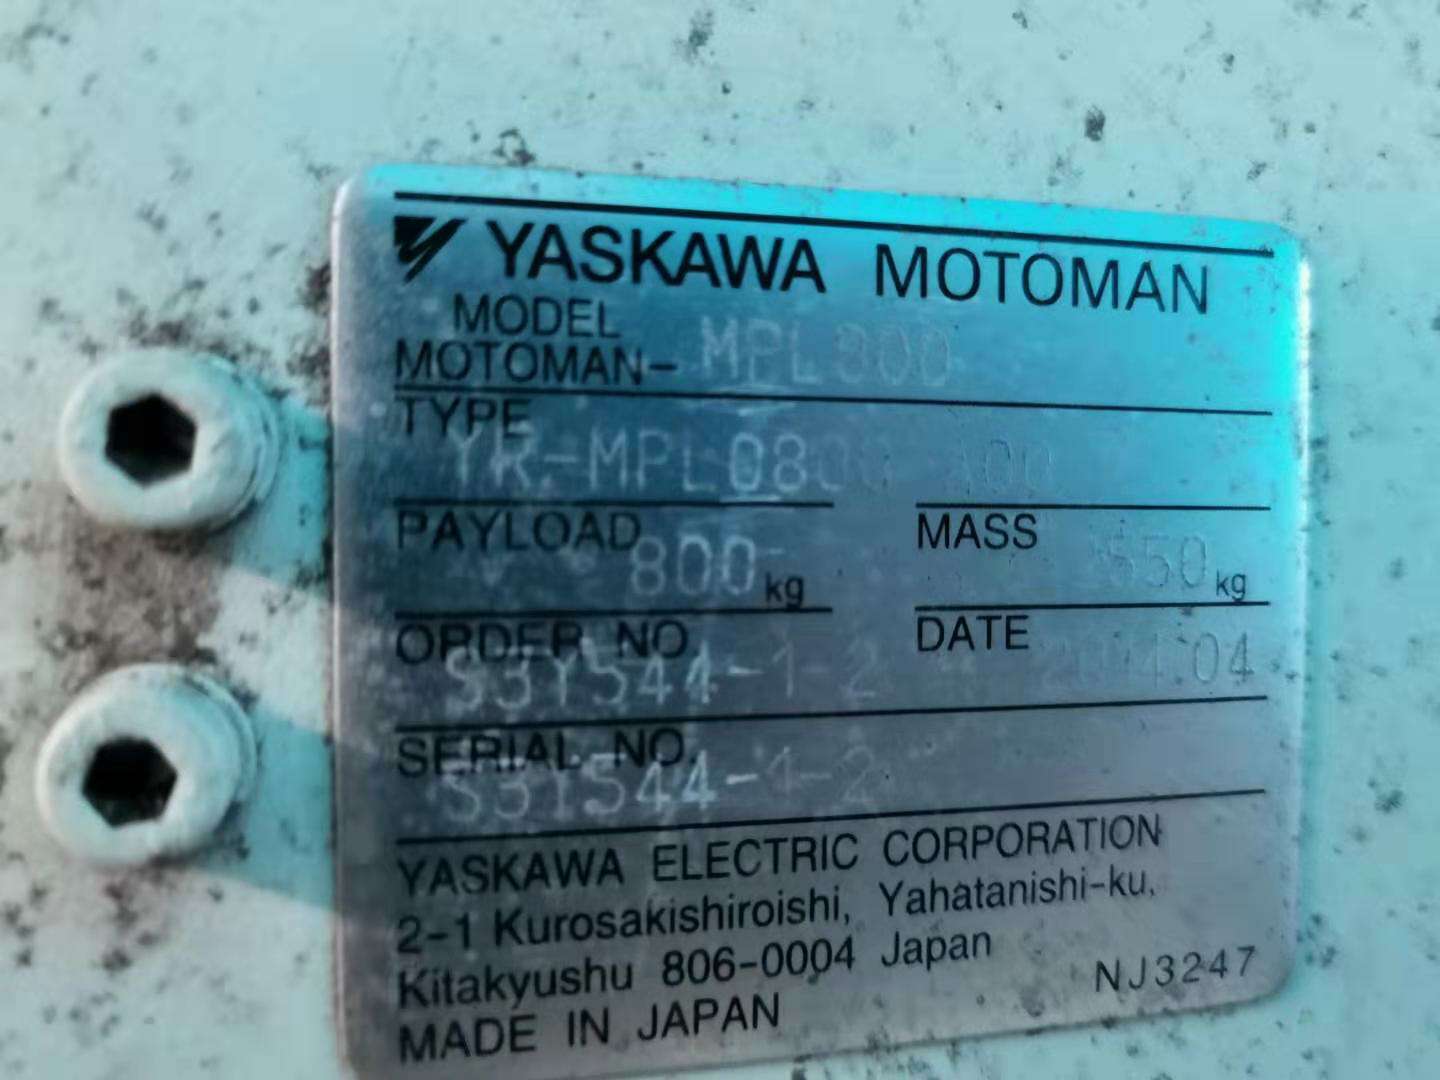 YASKAWA MOTOMAN
MODEL
MOTOMAN- MPL800
TYPE
YR-MPL0800
PAYLOAD 800 kg
MASS kg
ORDER NO. S3Y544-1-2
DATE
SERIAL NO. S3Y544-1-2
YASKAWA ELECTRIC CORPORATION
2-1 Kurosakishiroishi, Yahatanishi-ku,
Kitakyushu 806-0004 Japan
NJ3247
MADE IN JAPAN